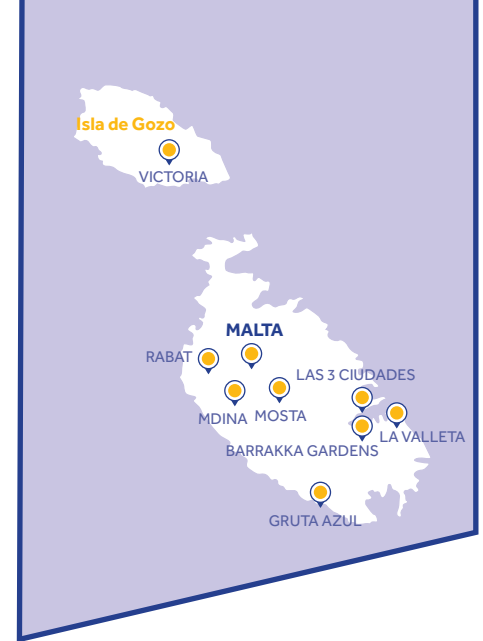 Isla de Gozo
VICTORIA
MALTA
RABAT
LAS 3 CIUDADES
MDINA
MOSTA
LA VALLETA
BARRAKKA GARDENS
GRUTA AZUL